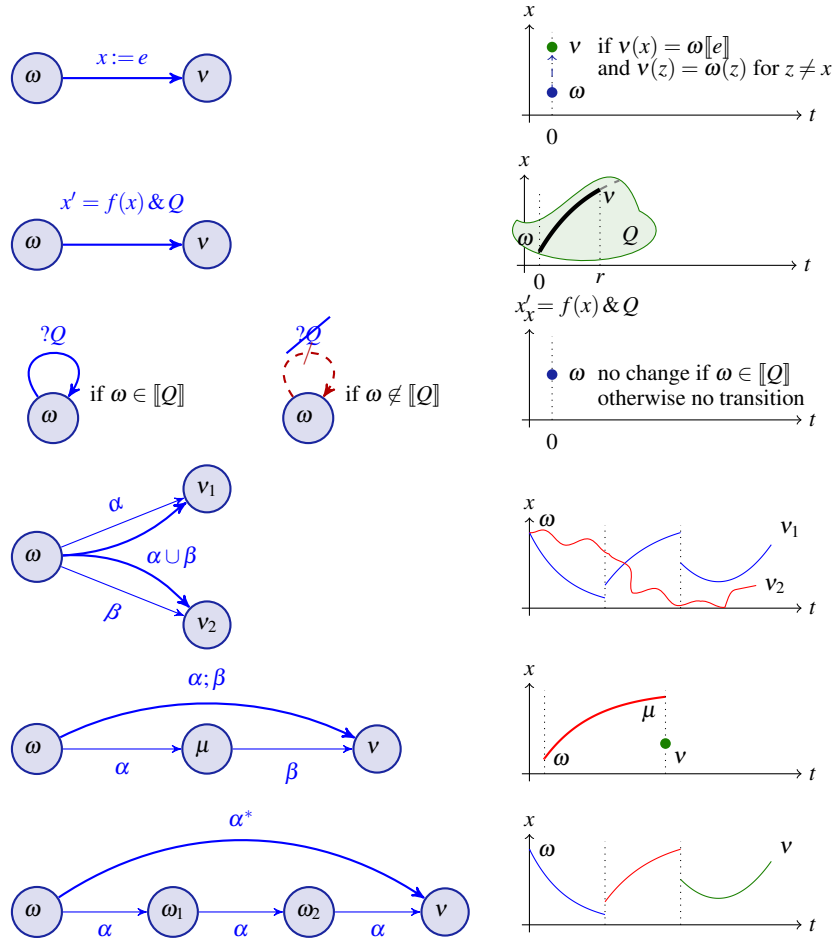 x := e
ω ν
x
ν if ν(x) = ω⟦e⟧
and ν(z) = ω(z) for z ≠ x
ω
t
0
x′ = f(x) & Q
ω ν
x
ν
ω Q
t
0 r
x′ = f(x) & Q
?Q
if ω ∈ ⟦Q⟧
ω
?Q
if ω ∉ ⟦Q⟧
ω
x
ω no change if ω ∈ ⟦Q⟧
otherwise no transition
t
0
ν₁
α
ω
α ∪ β
β
ν₂
x
ω
ν₁
ν₂
t
α; β
ω μ ν
α β
x
μ
ω ν
t
α*
ω ω₁ ω₂ ν
α α α
x
ω ν
t